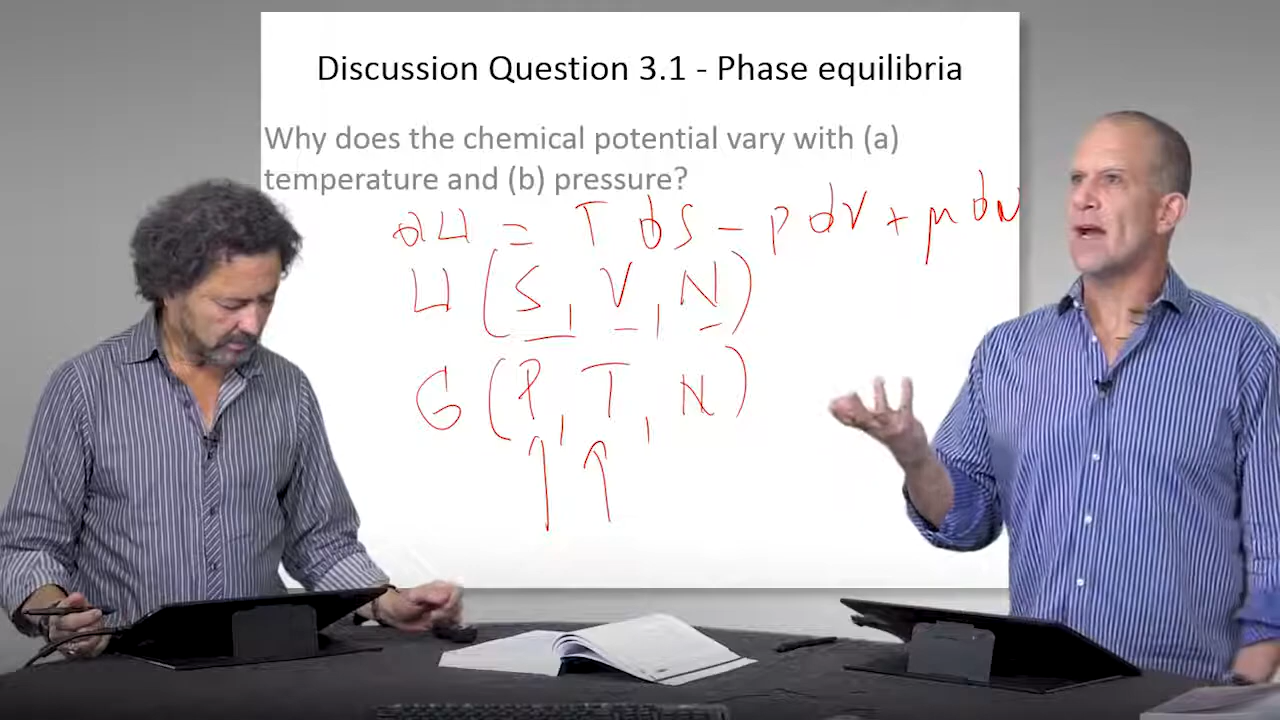 Discussion Question 3.1 - Phase equilibria
Why does the chemical potential vary with (a)
temperature and (b) pressure?
dU = T dS - p dV + μ dN
U (S, V, N)
G (P, T, N)